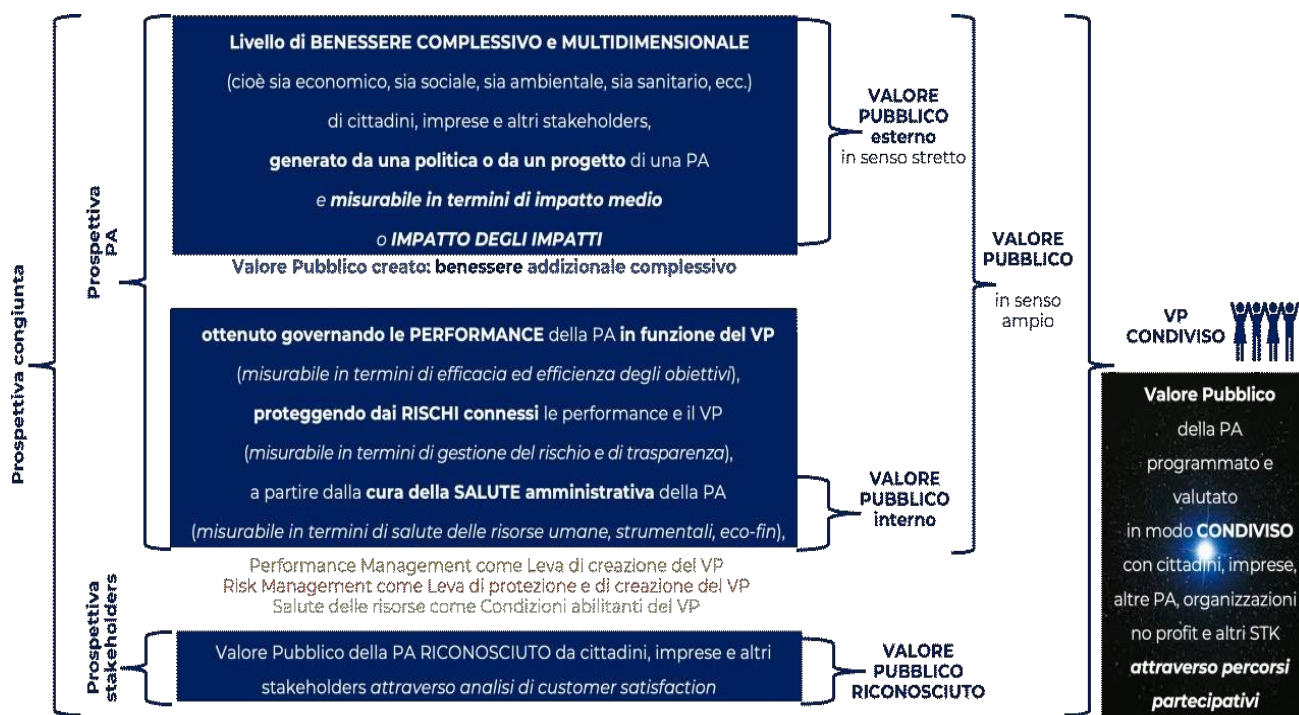 Prospettiva congiunta
Prospettiva
PA
Livello di BENESSERE COMPLESSIVO e MULTIDIMENSIONALE
(cioè sia economico, sia sociale, sia ambientale, sia sanitario, ecc.)
di cittadini, imprese e altri stakeholders,
generato da una politica o da un progetto di una PA
e misurabile in termini di impatto medio
o IMPATTO DEGLI IMPATTI
Valore Pubblico creato: benessere addizionale complessivo
VALORE
PUBBLICO
esterno
in senso stretto
ottenuto governando le PERFORMANCE della PA in funzione del VP
(misurabile in termini di efficacia ed efficienza degli obiettivi),
proteggendo dai RISCHI connessi le performance e il VP
(misurabile in termini di gestione del rischio e di trasparenza),
a partire dalla cura della SALUTE amministrativa della PA
(misurabile in termini di salute delle risorse umane, strumentali, eco-fin),
VALORE
PUBBLICO
interno
Performance Management come Leva di creazione del VP
Risk Management come Leva di protezione e di creazione del VP
Salute delle risorse come Condizioni abilitanti del VP
VALORE
PUBBLICO
in senso
ampio
Prospettiva
stakeholders
Valore Pubblico della PA RICONOSCIUTO da cittadini, imprese e altri
stakeholders attraverso analisi di customer satisfaction
VALORE
PUBBLICO
RICONOSCIUTO
VP
CONDIVISO
Valore Pubblico
della PA
programmato e
valutato
in modo CONDIVISO
con cittadini, imprese,
altre PA, organizzazioni
no profit e altri STK
attraverso percorsi
partecipativi